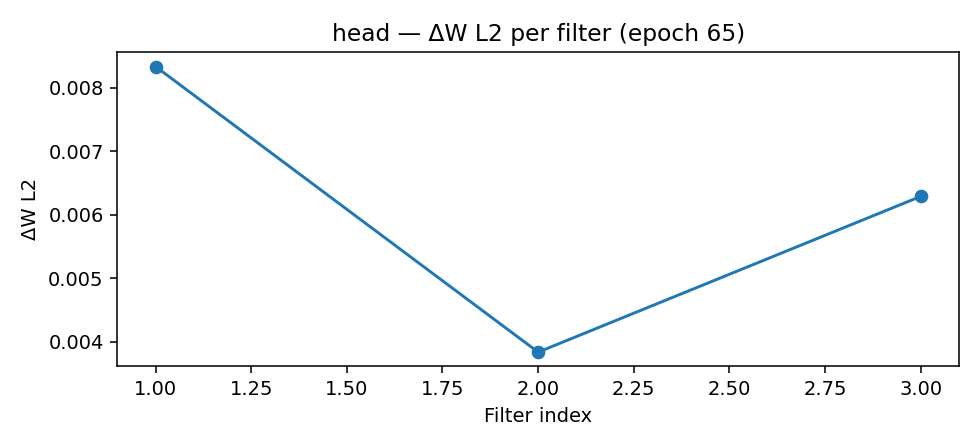 head — ΔW L2 per filter (epoch 65)
0.008
0.007
0.006
0.005
0.004
ΔW L2
1.00 1.25 1.50 1.75 2.00 2.25 2.50 2.75 3.00
Filter index